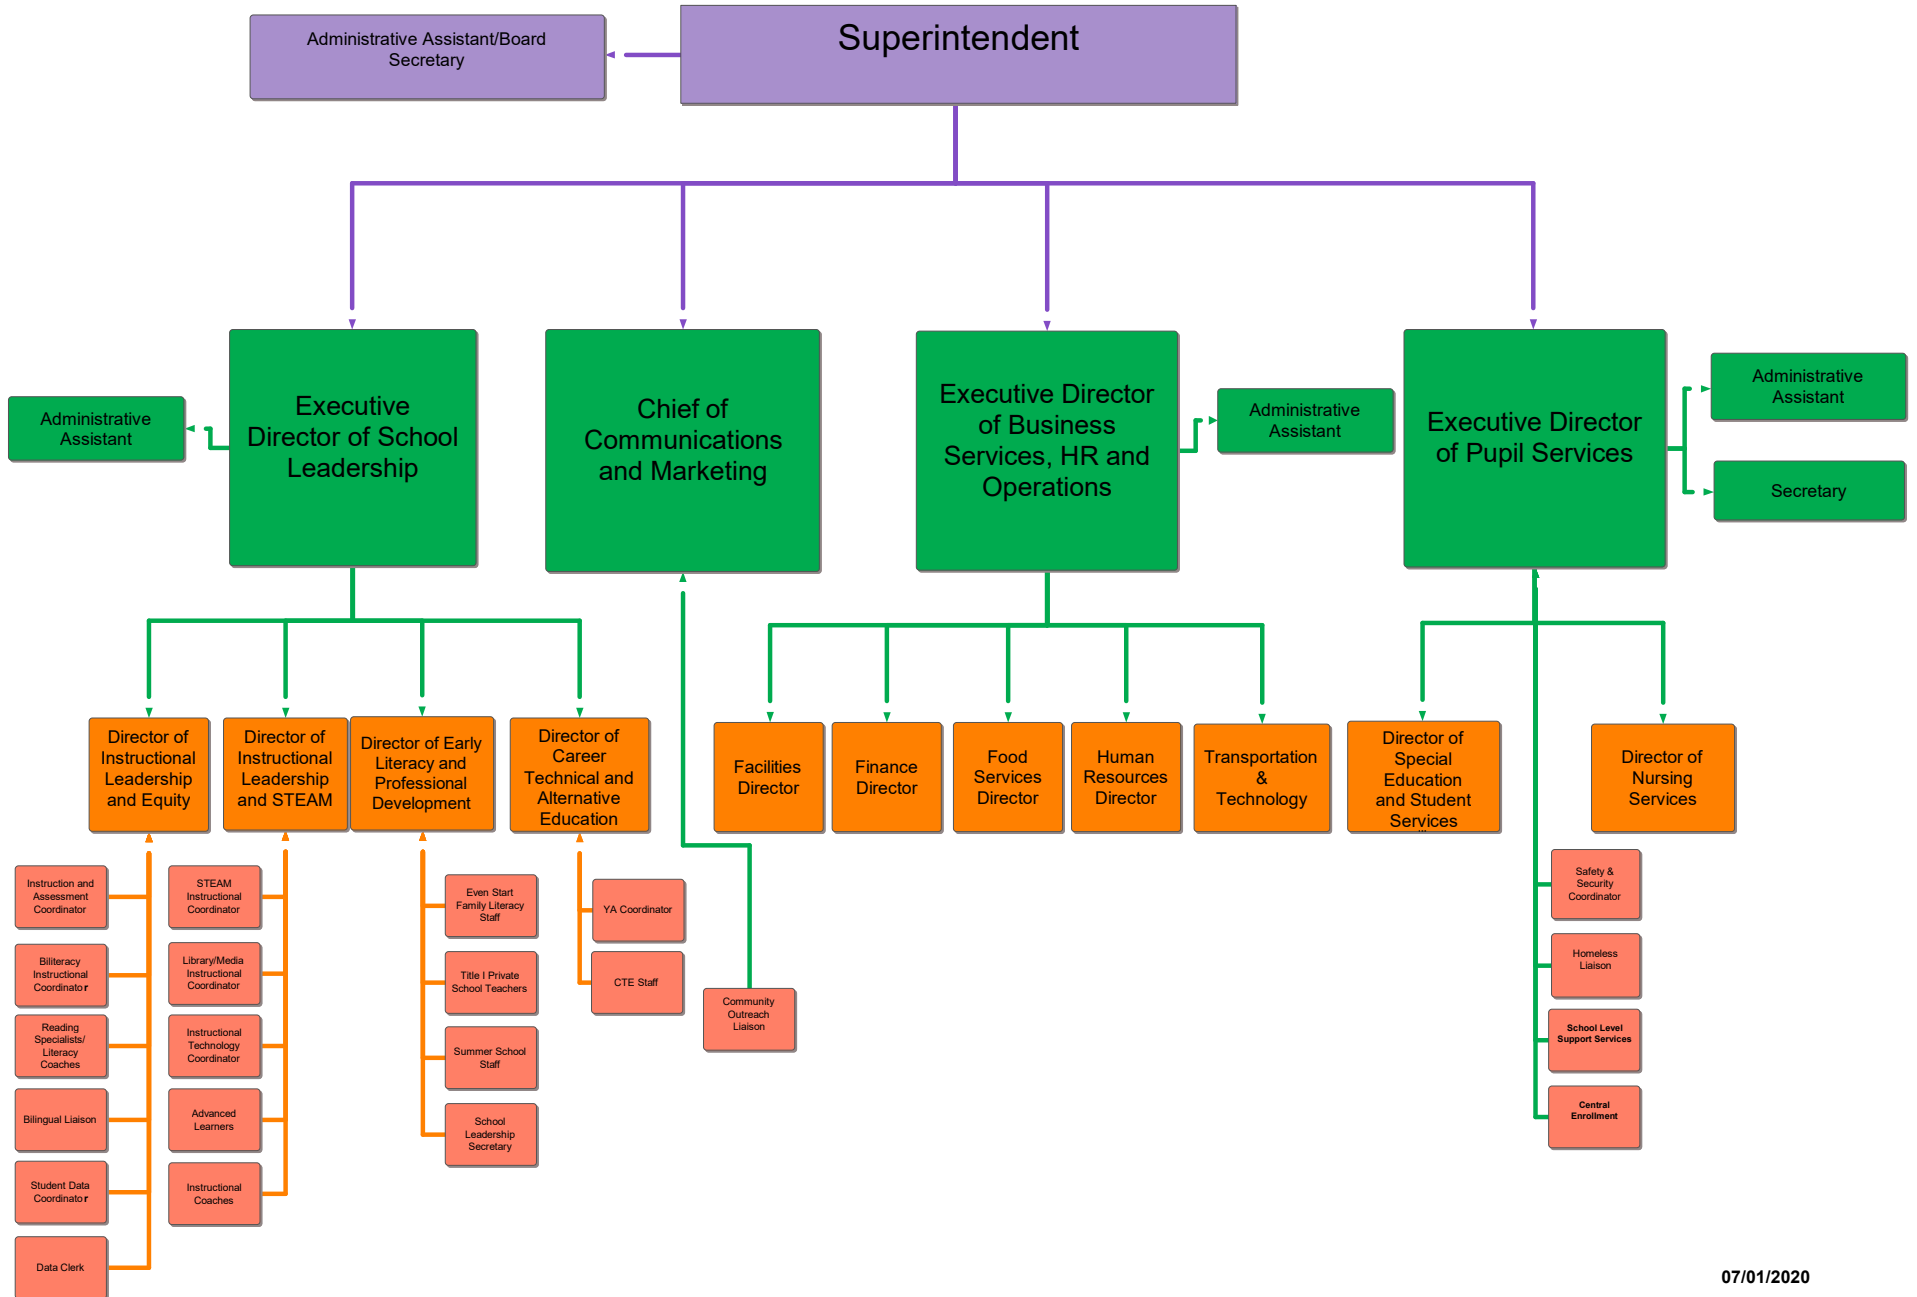 Administrative Assistant/Board
Secretary
Superintendent
Executive
Director of School
Leadership
Administrative
Assistant
Chief of
Communications
and Marketing
Executive Director
of Business
Services, HR and
Operations
Administrative
Assistant
Executive Director
of Pupil Services
Administrative
Assistant
Secretary
Director of
Instructional
Leadership
and Equity
Director of
Instructional
Leadership
and STEAM
Director of Early
Literacy and
Professional
Development
Director of
Career
Technical and
Alternative
Education
Facilities
Director
Finance
Director
Food
Services
Director
Human
Resources
Director
Transportation
&
Technology
Director of
Special
Education
and Student
Services
Director of
Nursing
Services
Instruction and
Assessment
Coordinator
Biliteracy
Instructional
Coordinator
Reading
Specialists/
Literacy
Coaches
Bilingual Liaison
Student Data
Coordinator
Data Clerk
STEAM
Instructional
Coordinator
Library/Media
Instructional
Coordinator
Instructional
Technology
Coordinator
Advanced
Learners
Instructional
Coaches
Even Start
Family Literacy
Staff
Title I Private
School Teachers
Summer School
Staff
School
Leadership
Secretary
YA Coordinator
CTE Staff
Community
Outreach
Liaison
Safety &
Security
Coordinator
Homeless
Liaison
School Level
Support Services
Central
Enrollment
07/01/2020